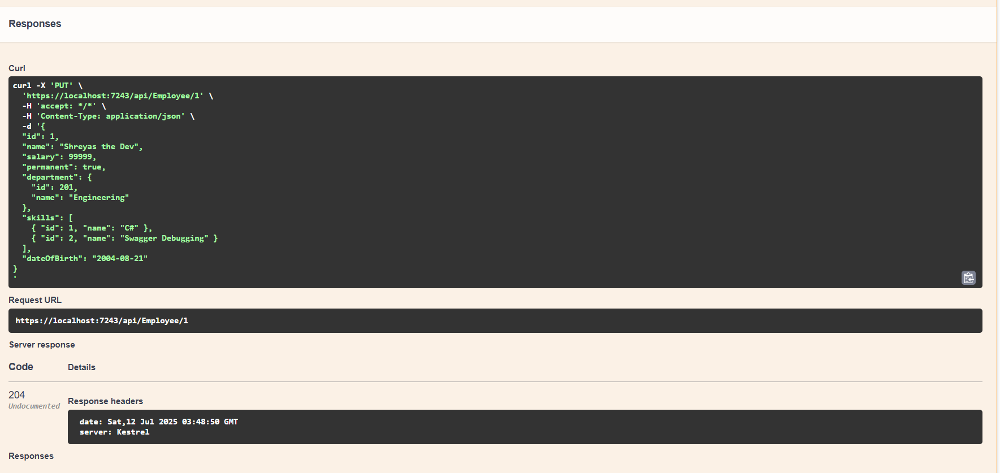 Responses
Curl
curl -X 'PUT' \
  'https://localhost:7243/api/Employee/1' \
  -H 'accept: */*' \
  -H 'Content-Type: application/json' \
  -d '{
  "id": 1,
  "name": "Shreyas the Dev",
  "salary": 99999,
  "permanent": true,
  "department": {
    "id": 201,
    "name": "Engineering"
  },
  "skills": [
    { "id": 1, "name": "C#" },
    { "id": 2, "name": "Swagger Debugging" }
  ],
  "dateOfBirth": "2004-08-21"
}
'
Request URL
https://localhost:7243/api/Employee/1
Server response
Code Details
204
Undocumented
Response headers
date: Sat,12 Jul 2025 03:48:50 GMT
server: Kestrel
Responses